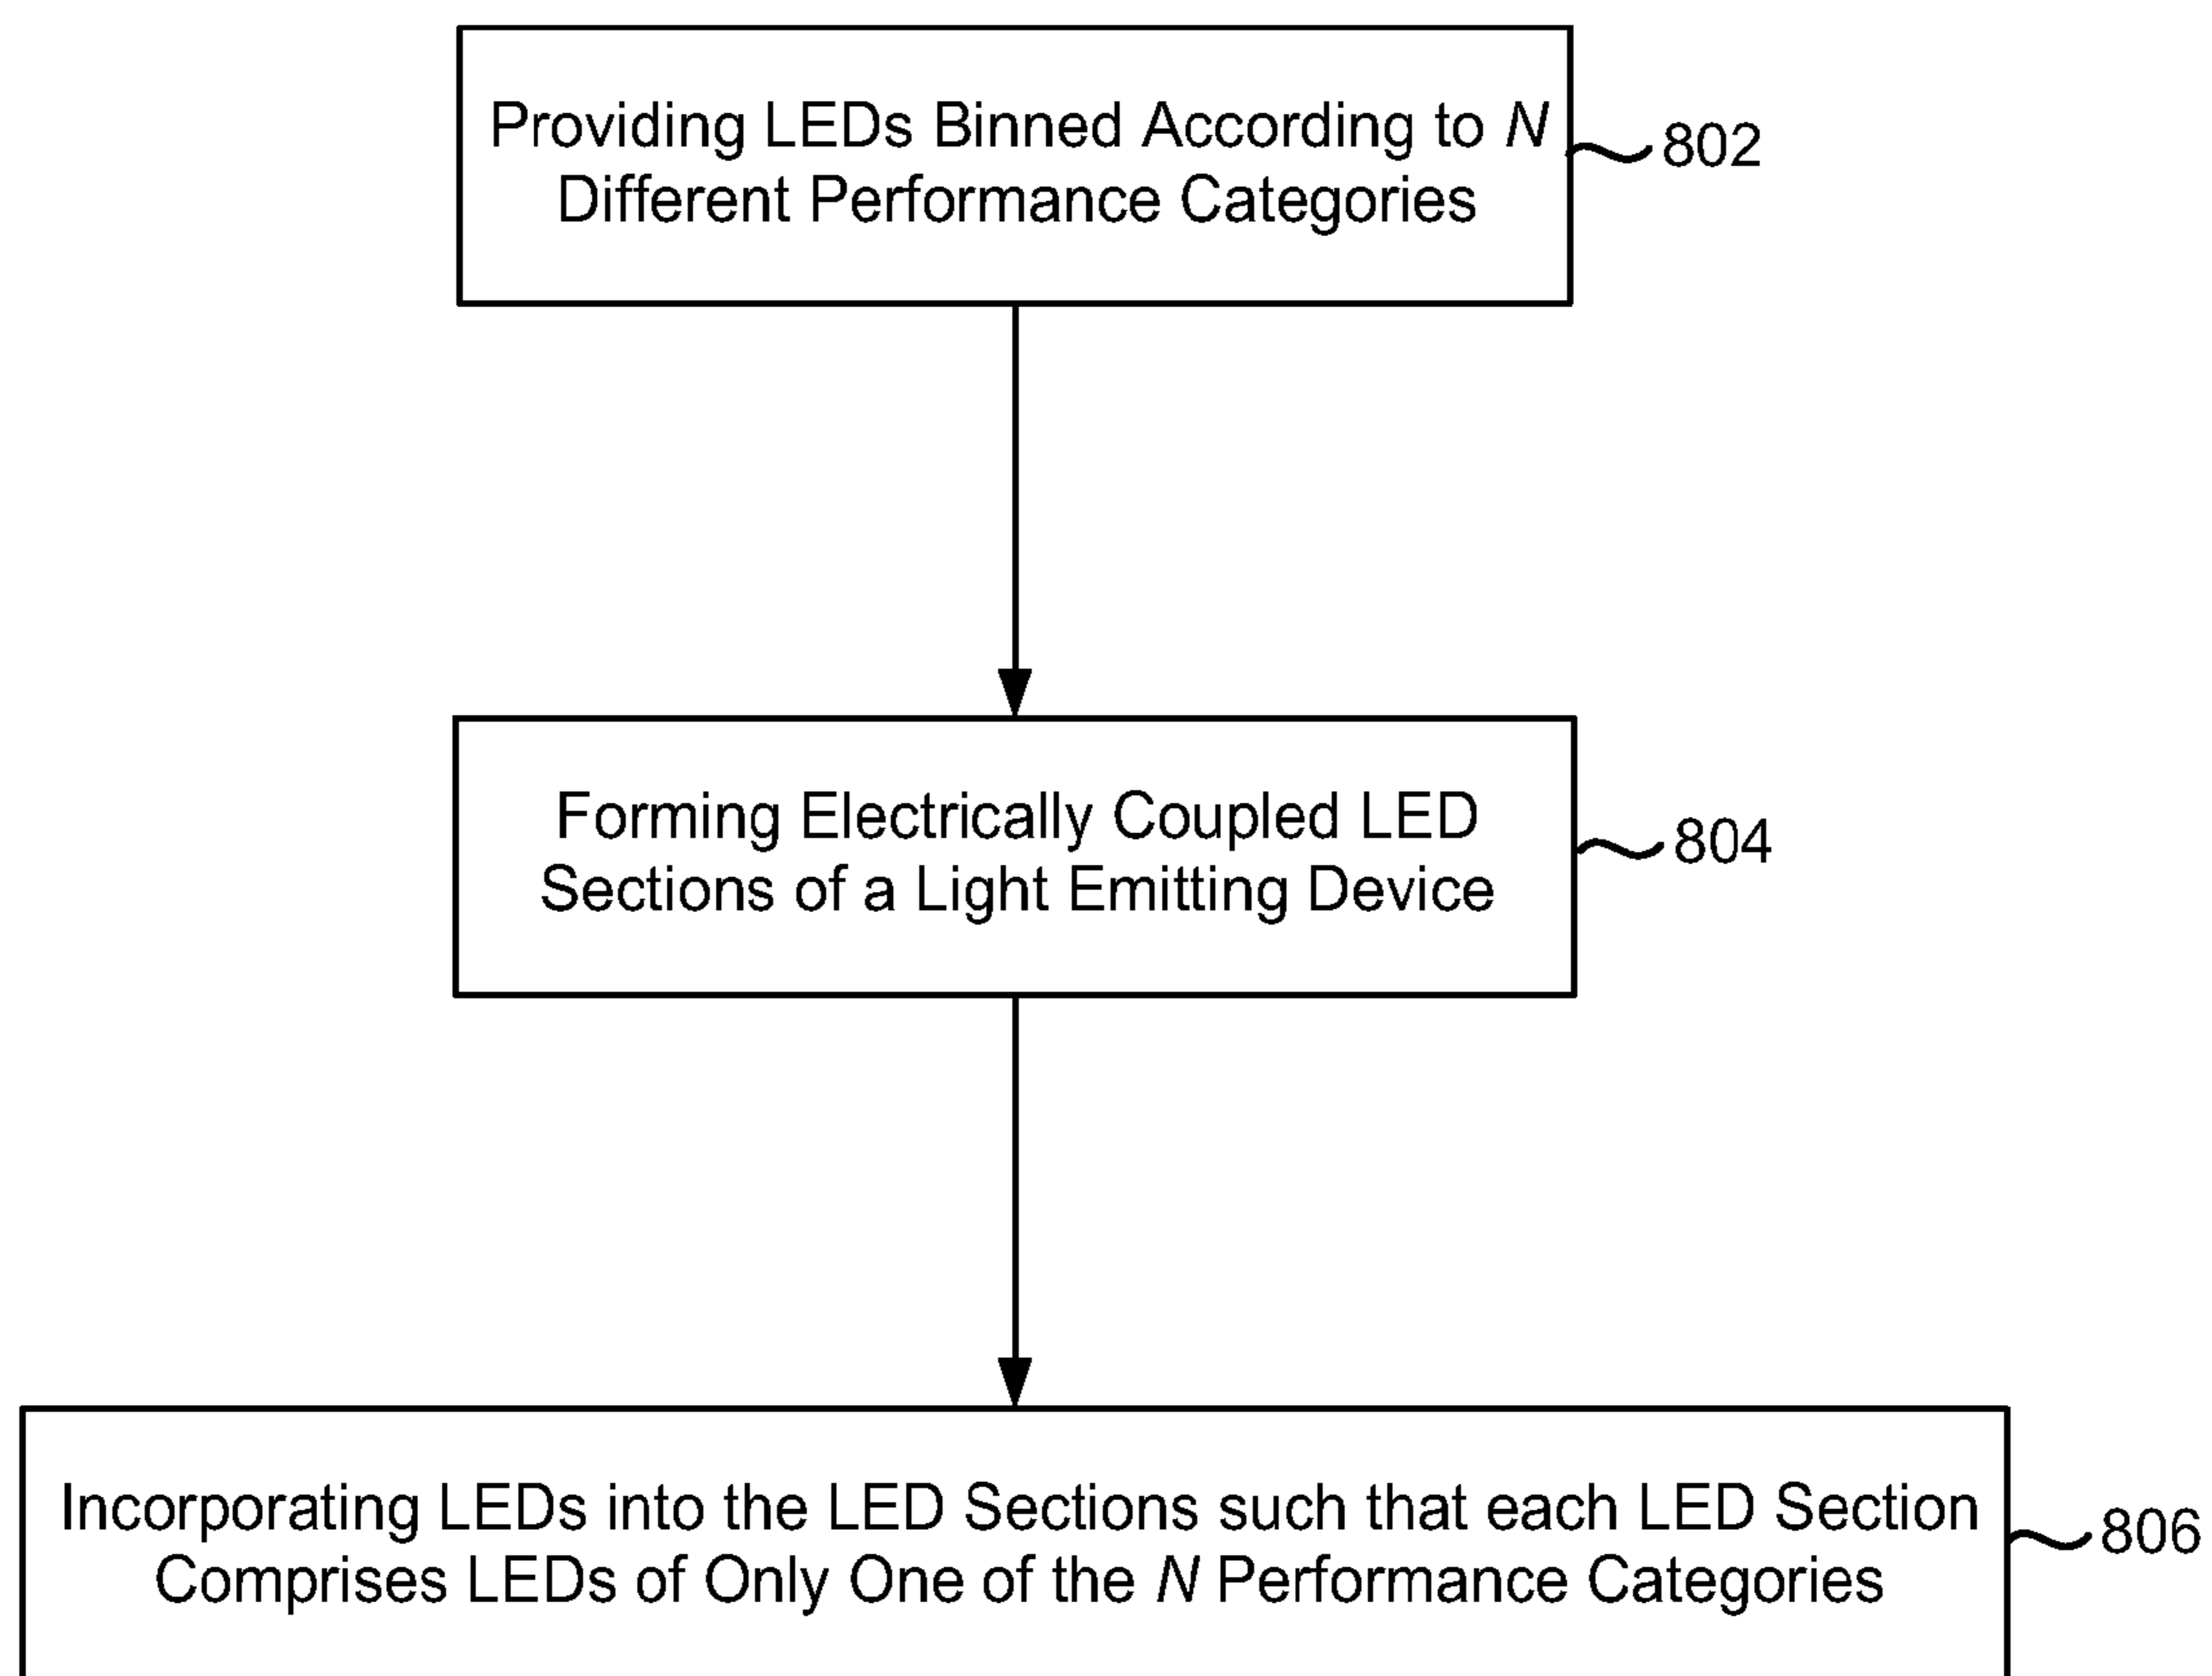 Providing LEDs Binned According to N
Different Performance Categories
802
Forming Electrically Coupled LED
Sections of a Light Emitting Device
804
Incorporating LEDs into the LED Sections such that each LED Section
Comprises LEDs of Only One of the N Performance Categories
806